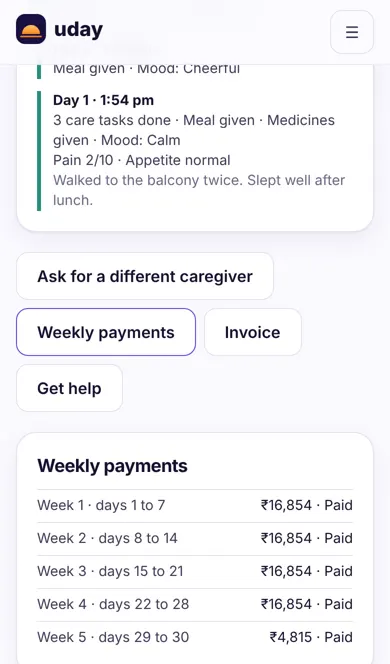 uday
☰
Meal given · Mood: Cheerful
Day 1 · 1:54 pm
3 care tasks done · Meal given · Medicines
given · Mood: Calm
Pain 2/10 · Appetite normal
Walked to the balcony twice. Slept well after
lunch.
Ask for a different caregiver
Weekly payments
Invoice
Get help
Weekly payments
Week 1 · days 1 to 7 ₹16,854 · Paid
Week 2 · days 8 to 14 ₹16,854 · Paid
Week 3 · days 15 to 21 ₹16,854 · Paid
Week 4 · days 22 to 28 ₹16,854 · Paid
Week 5 · days 29 to 30 ₹4,815 · Paid